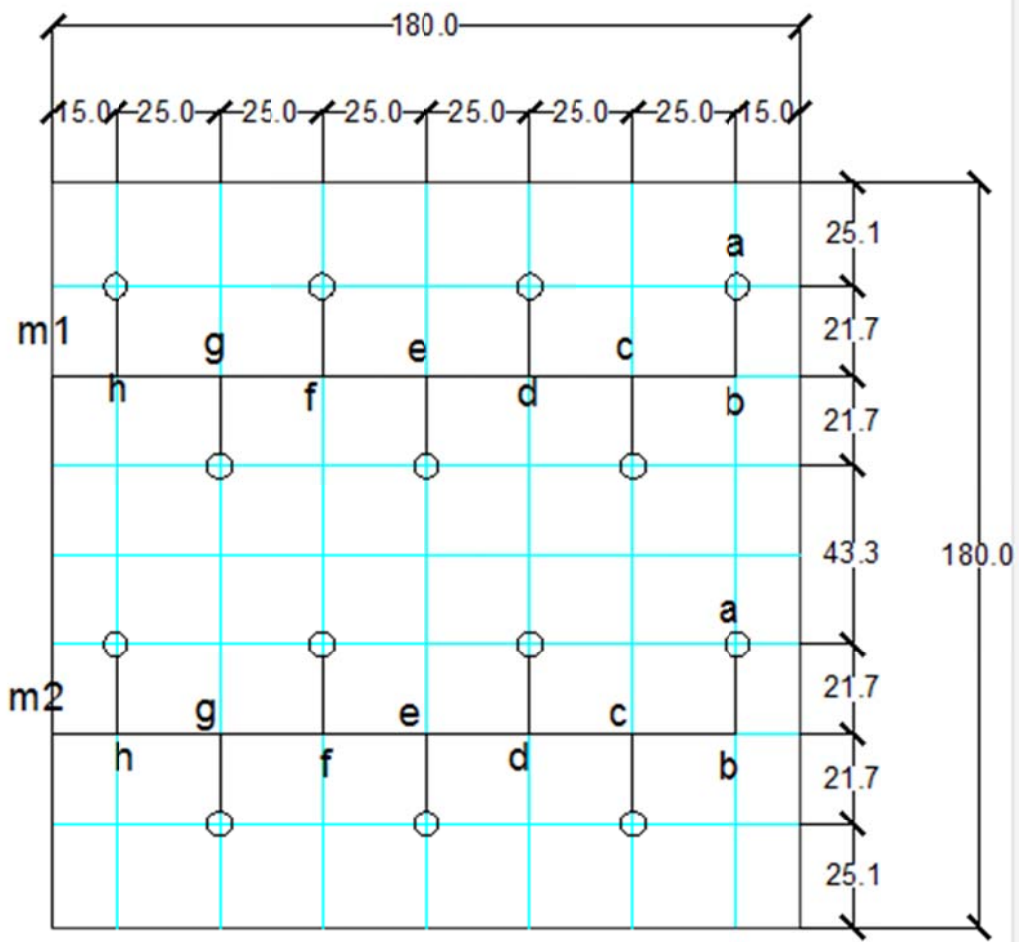 180.0
15.0 25.0 25.0 25.0 25.0 25.0 25.0 15.0
a 25.1
m1 g e c 21.7
h f d b 21.7
43.3 180.0
a
m2 g e c 21.7
h f d b 21.7
25.1